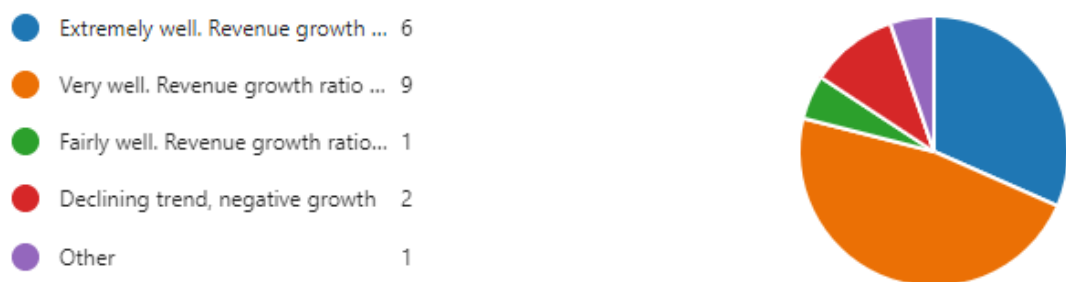 Extremely well. Revenue growth ... 6
Very well. Revenue growth ratio ... 9
Fairly well. Revenue growth ratio... 1
Declining trend, negative growth 2
Other 1